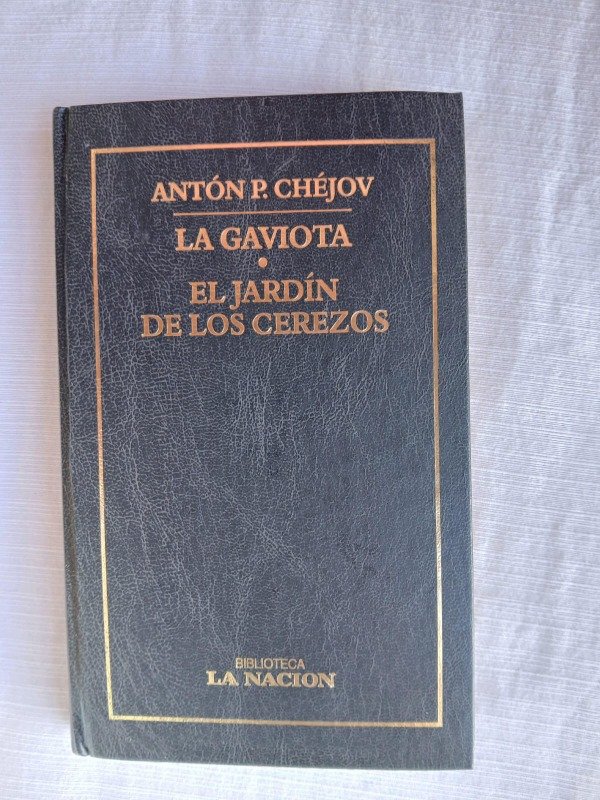 ANTÓN P. CHÉJOV
LA GAVIOTA
•
EL JARDÍN
DE LOS CEREZOS
BIBLIOTECA
LA NACION